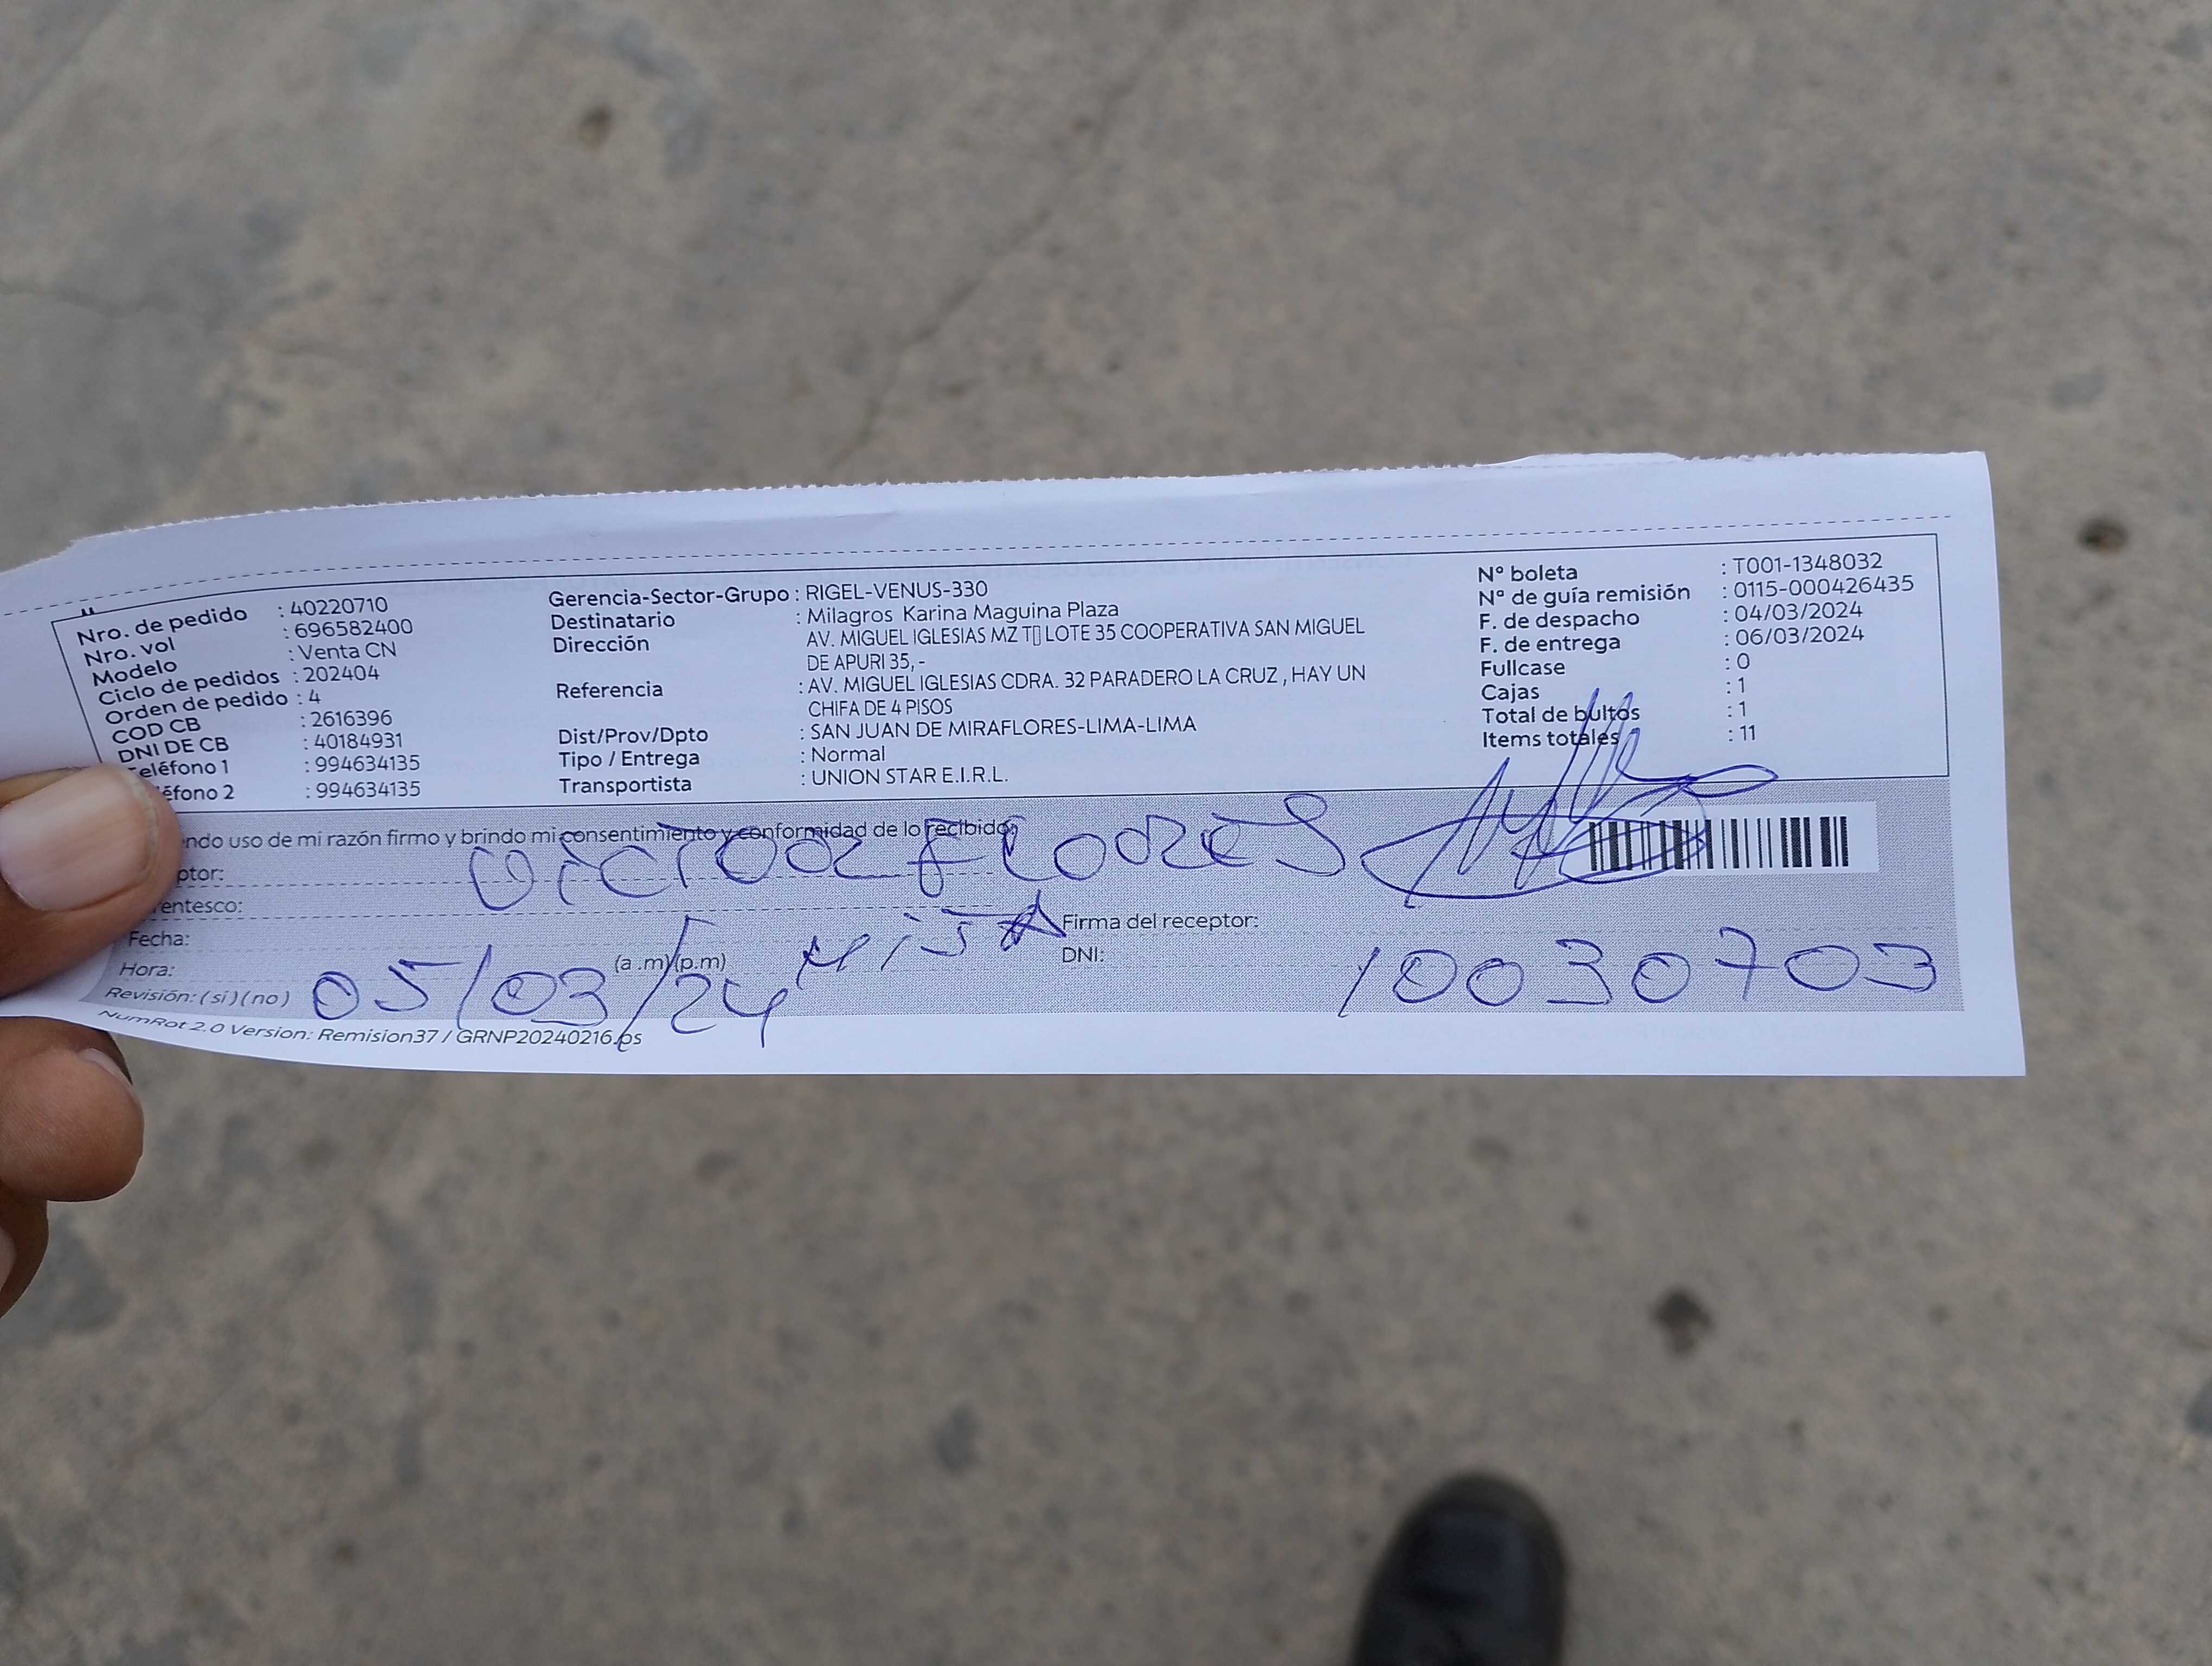 Nro. de pedido : 40220710
Nro. vol : 696582400
Modelo : Venta CN
Ciclo de pedidos : 202404
Orden de pedido : 4
COD CB : 2616396
DNI DE CB : 40184931
eléfono 1 : 994634135
éfono 2 : 994634135
Gerencia-Sector-Grupo : RIGEL-VENUS-330
Destinatario : Milagros Karina Maguina Plaza
Dirección AV. MIGUEL IGLESIAS MZ T▯ LOTE 35 COOPERATIVA SAN MIGUEL
DE APURI 35, -
Referencia : AV. MIGUEL IGLESIAS CDRA. 32 PARADERO LA CRUZ , HAY UN
CHIFA DE 4 PISOS
Dist/Prov/Dpto : SAN JUAN DE MIRAFLORES-LIMA-LIMA
Tipo / Entrega : Normal
Transportista : UNION STAR E.I.R.L.
N° boleta : T001-1348032
N° de guía remisión : 0115-000426435
F. de despacho : 04/03/2024
F. de entrega : 06/03/2024
Fullcase : 0
Cajas : 1
Total de bultos : 1
Items totales : 11
ndo uso de mi razón firmo y brindo mi consentimiento y conformidad de lo recibido
ptor: VICTOR FLORES
entesco:
Fecha:
Hora: (a .m) (p.m)
Revisión: ( si ) ( no ) 05/03/24
Firma del receptor:
DNI: 10030703
NumRot 2.0 Version: Remision37 / GRNP20240216.ps